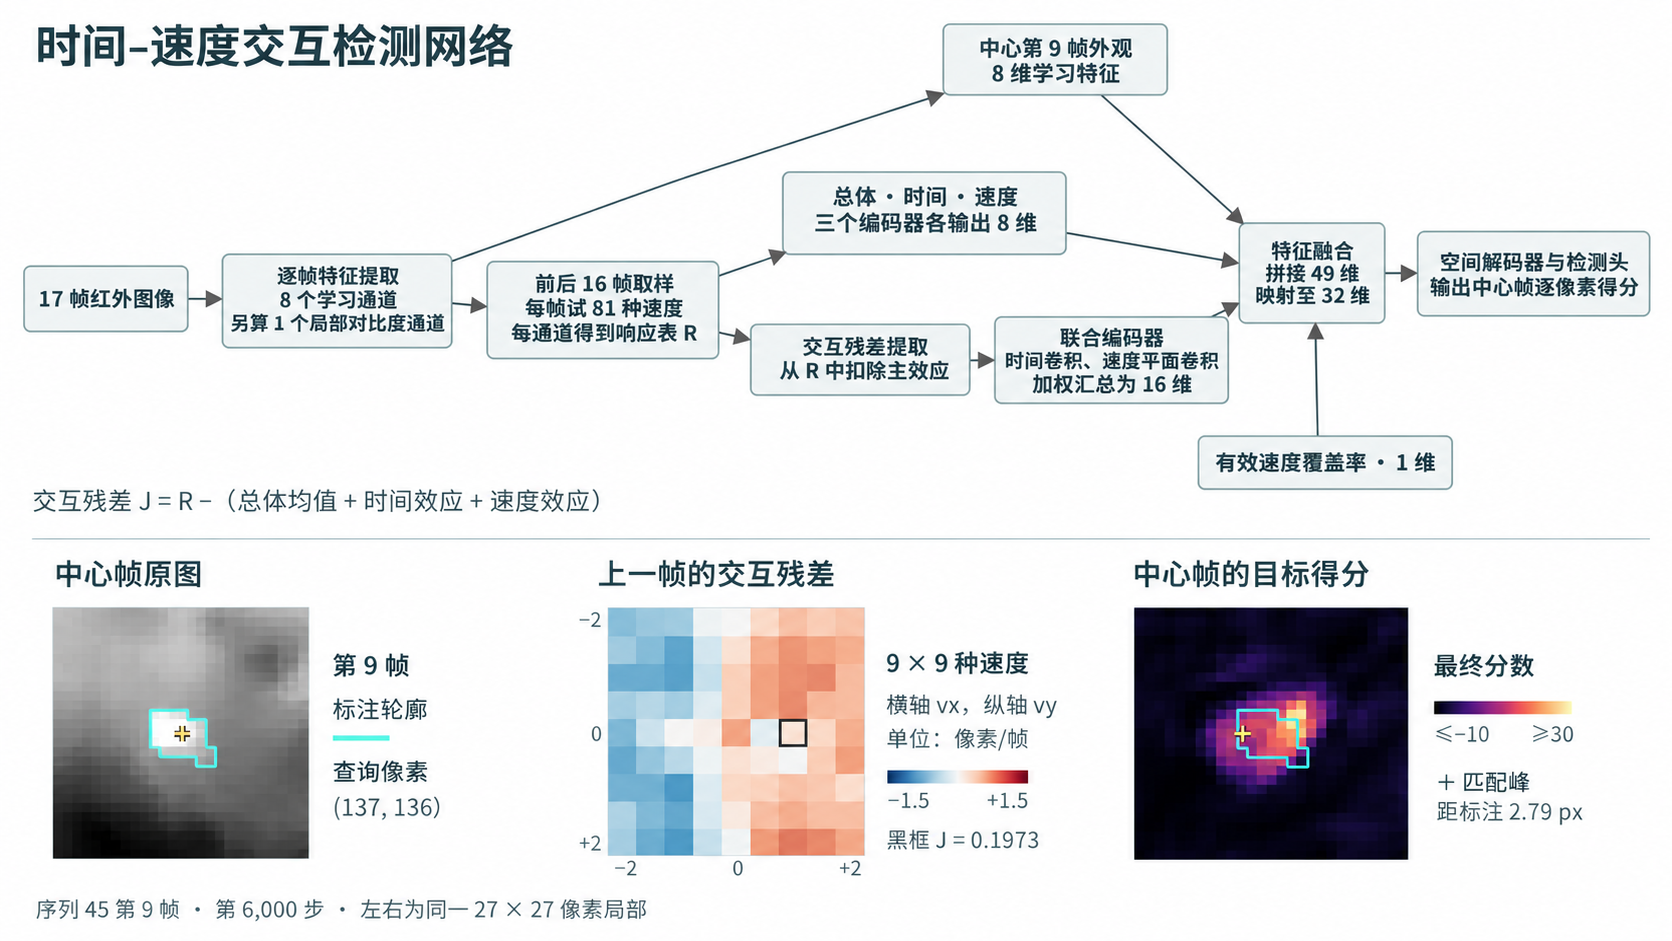 时间–速度交互检测网络
中心第 9 帧外观
8 维学习特征
总体 · 时间 · 速度
三个编码器各输出 8 维
17 帧红外图像
逐帧特征提取
8 个学习通道
另算 1 个局部对比度通道
前后 16 帧取样
每帧试 81 种速度
每通道得到响应表 R
交互残差提取
从 R 中扣除主效应
联合编码器
时间卷积、速度平面卷积
加权汇总为 16 维
特征融合
拼接 49 维
映射至 32 维
空间解码器与检测头
输出中心帧逐像素得分
有效速度覆盖率 · 1 维
交互残差 J = R −（总体均值 + 时间效应 + 速度效应）
中心帧原图
第 9 帧
标注轮廓
查询像素
(137, 136)
上一帧的交互残差
−2
0
+2
−2
0
+2
9 × 9 种速度
横轴 vx，纵轴 vy
单位：像素/帧
−1.5
+1.5
黑框 J = 0.1973
中心帧的目标得分
最终分数
≤−10
≥30
+ 匹配峰
距标注 2.79 px
序列 45 第 9 帧 · 第 6,000 步 · 左右为同一 27 × 27 像素局部